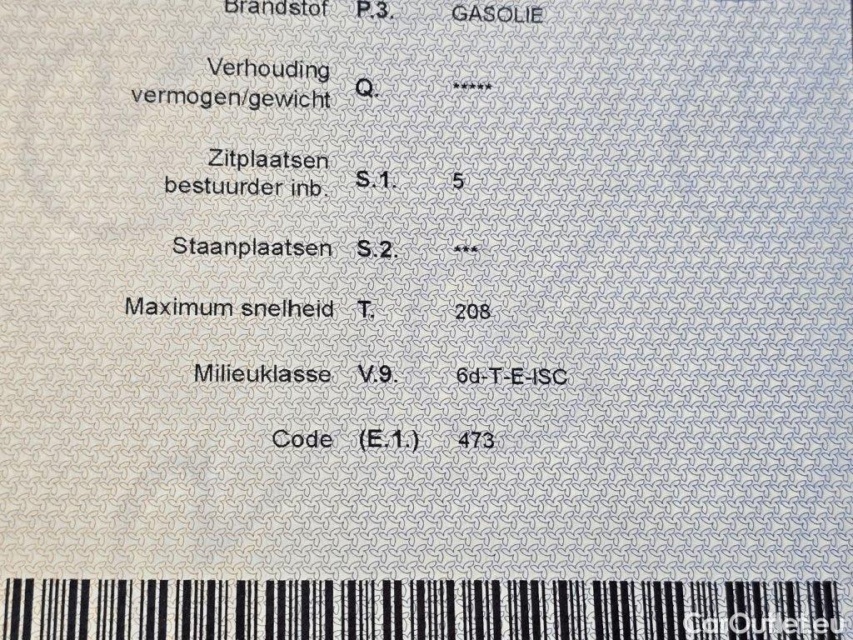 Brandstof P.3. GASOLIE
Verhouding
vermogen/gewicht Q. *****
Zitplaatsen
bestuurder inb. S.1. 5
Staanplaatsen S.2. ***
Maximum snelheid T. 208
Milieuklasse V.9. 6d-T-E-ISC
Code (E.1.) 473
CarOutlet.eu